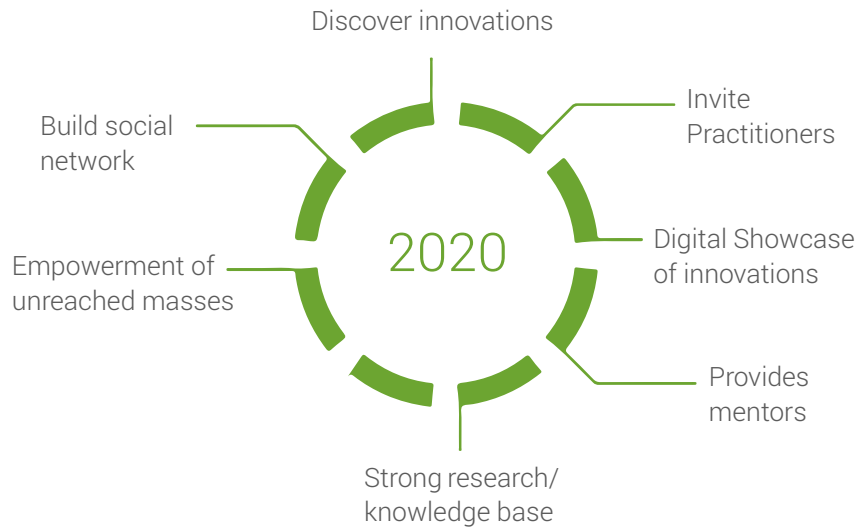 Discover innovations
Invite
Practitioners
Digital Showcase
of innovations
Provides
mentors
Strong research/
knowledge base
Empowerment of
unreached masses
Build social
network
2020